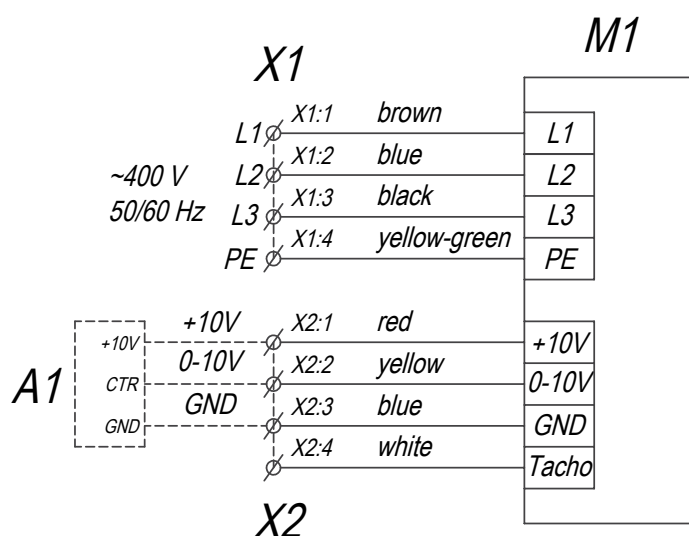 M1
X1
X1:1 brown
L1 L1
X1:2 blue
~400 V L2 L2
X1:3 black
50/60 Hz L3 L3
X1:4 yellow-green
PE PE
+10V X2:1 red
+10V +10V
0-10V X2:2 yellow
A1 CTR 0-10V
GND X2:3 blue
GND GND
X2:4 white
Tacho
X2